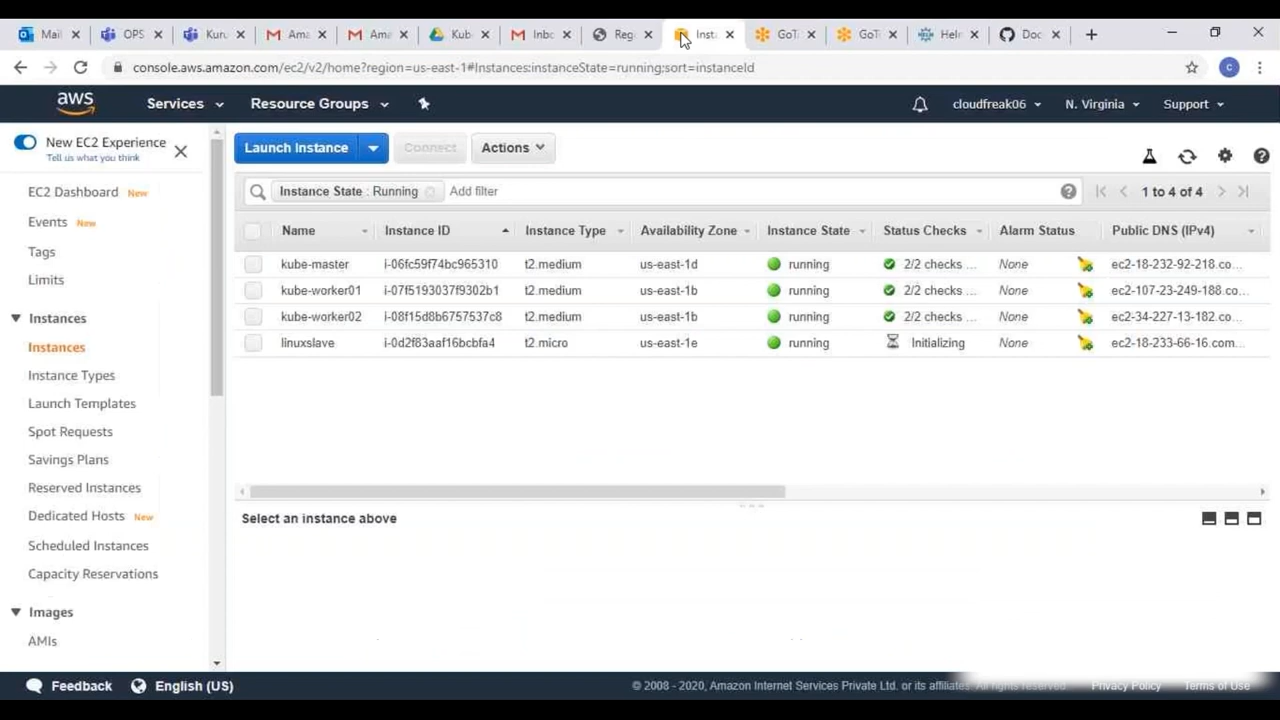 Mail OPS Kuru Ama Ama Kub Inbo Reg Insta GoT GoT Helm Doc
console.aws.amazon.com/ec2/v2/home?region=us-east-1#Instances:instanceState=running;sort=instanceId C
aws Services Resource Groups cloudfreak06 N. Virginia Support
New EC2 Experience
Tell us what you think
Launch Instance Connect Actions
EC2 Dashboard New
Events New
Tags
Limits
Instances
Instances
Instance Types
Launch Templates
Spot Requests
Savings Plans
Reserved Instances
Dedicated Hosts New
Scheduled Instances
Capacity Reservations
Images
AMIs
Instance State : Running Add filter 1 to 4 of 4
Name Instance ID Instance Type Availability Zone Instance State Status Checks Alarm Status Public DNS (IPv4)
kube-master i-06fc59f74bc965310 t2.medium us-east-1d running 2/2 checks ... None ec2-18-232-92-218.co...
kube-worker01 i-07f5193037f9302b1 t2.medium us-east-1b running 2/2 checks ... None ec2-107-23-249-188.co...
kube-worker02 i-08f15d8b6757537c8 t2.medium us-east-1b running 2/2 checks ... None ec2-34-227-13-182.co...
linuxslave i-0d2f83aaf16bcbfa4 t2.micro us-east-1e running Initializing None ec2-18-233-66-16.com...
Select an instance above
Feedback English (US) © 2008 - 2020, Amazon Internet Services Private Ltd. or its affiliates. All rights reserved. Privacy Policy Terms of Use